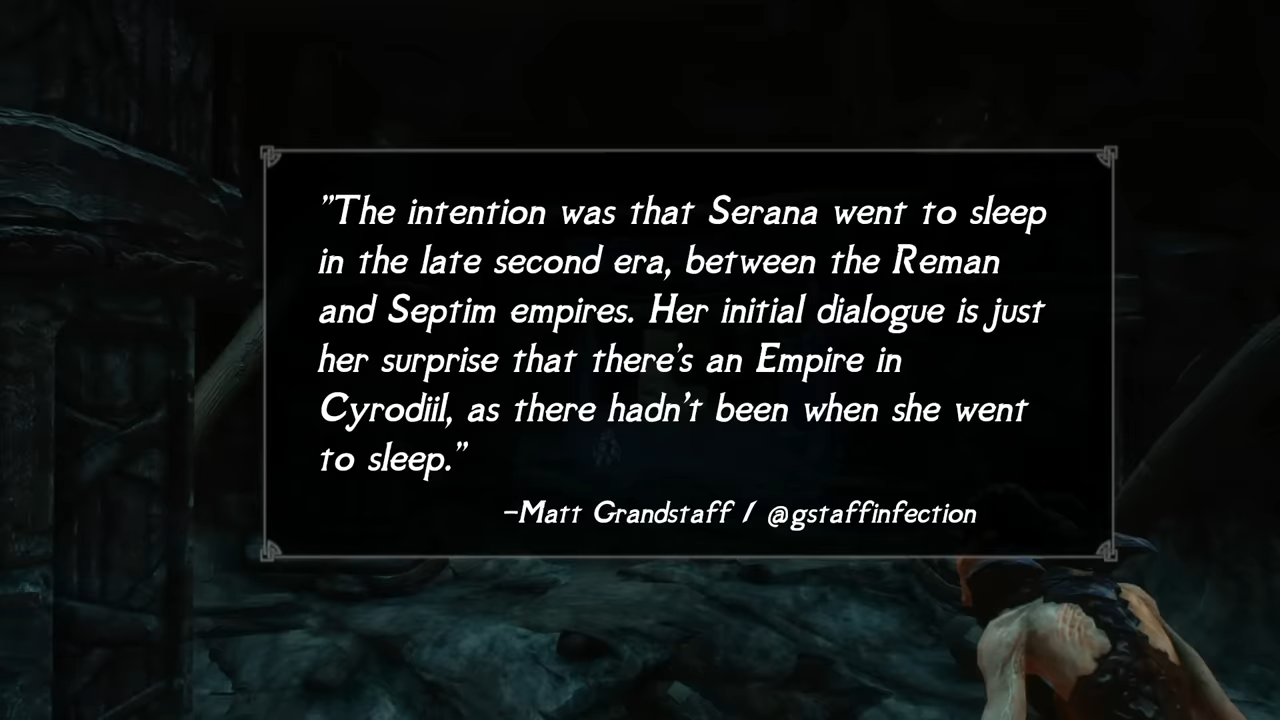 "The intention was that Serana went to sleep
in the late second era, between the Reman
and Septim empires. Her initial dialogue is just
her surprise that there's an Empire in
Cyrodiil, as there hadn't been when she went
to sleep."
-Matt Grandstaff / @gstaffinfection